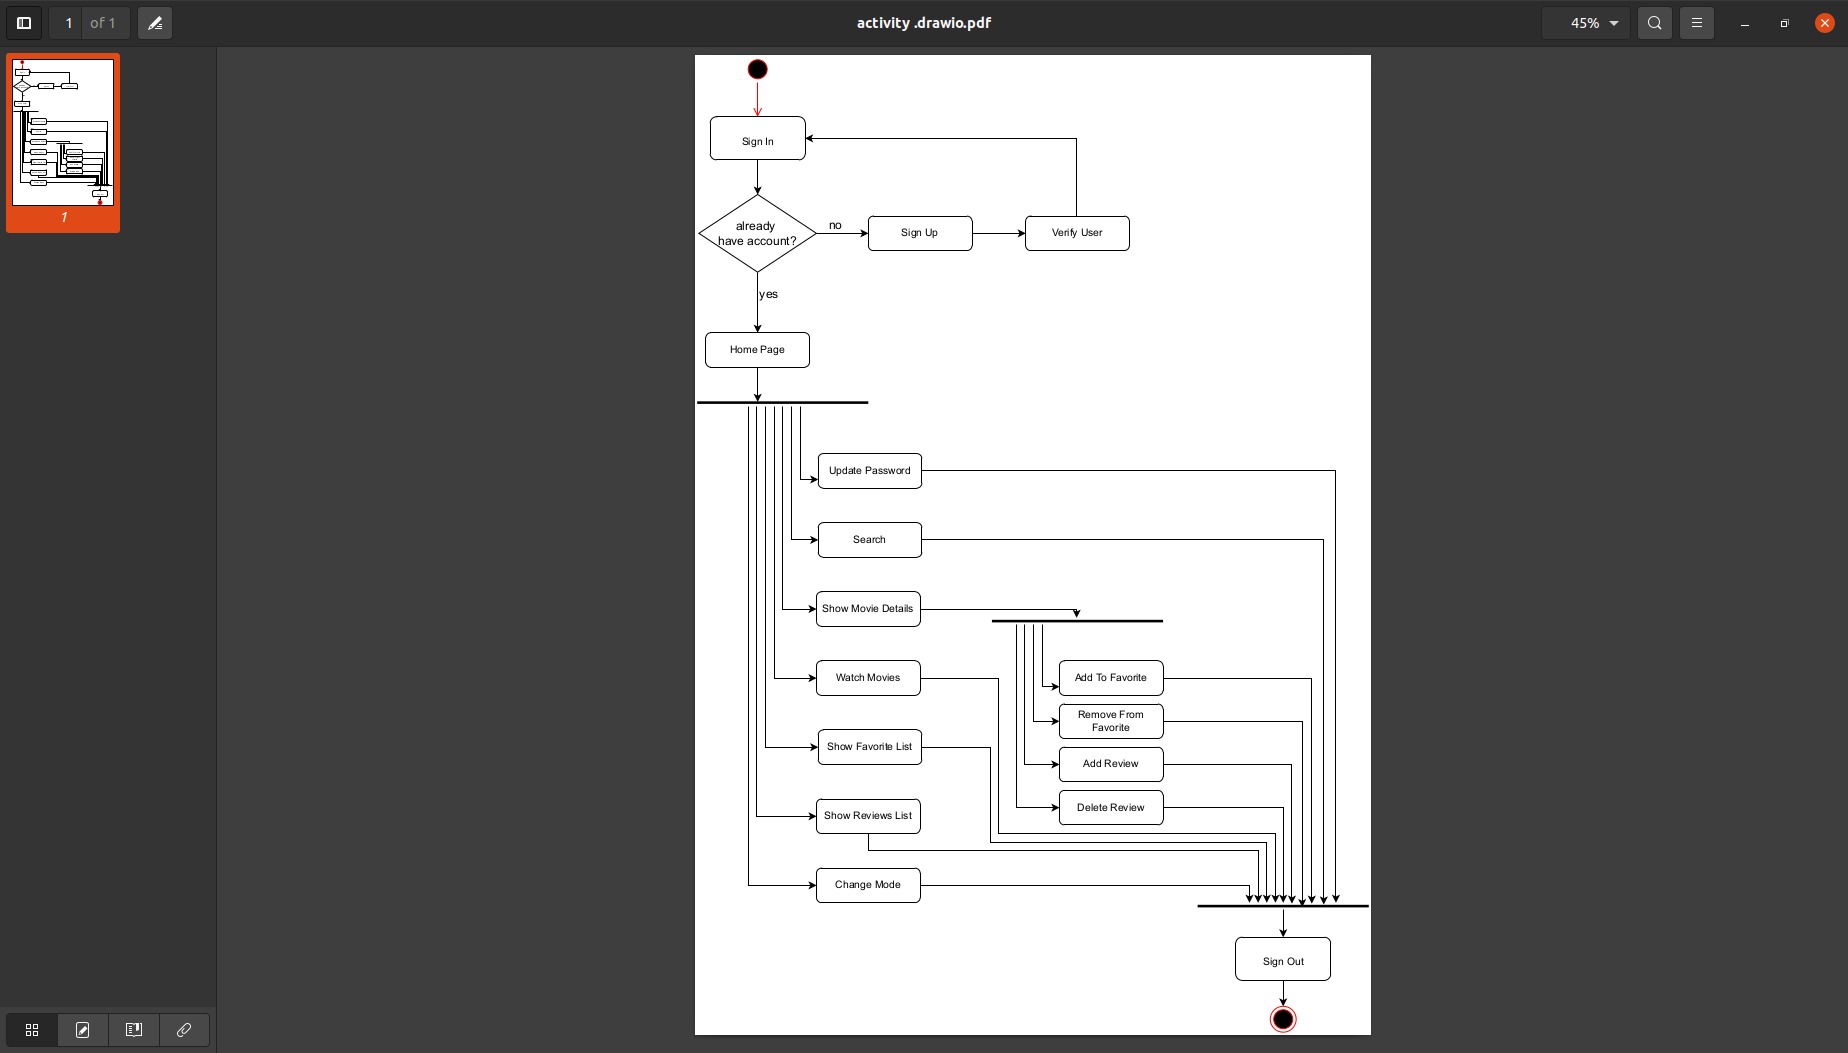 1
of 1
activity .drawio.pdf
45%
1
Sign In
already
have account?
no
Sign Up
Verify User
yes
Home Page
Update Password
Search
Show Movie Details
Watch Movies
Add To Favorite
Remove From
Favorite
Show Favorite List
Add Review
Delete Review
Show Reviews List
Change Mode
Sign Out